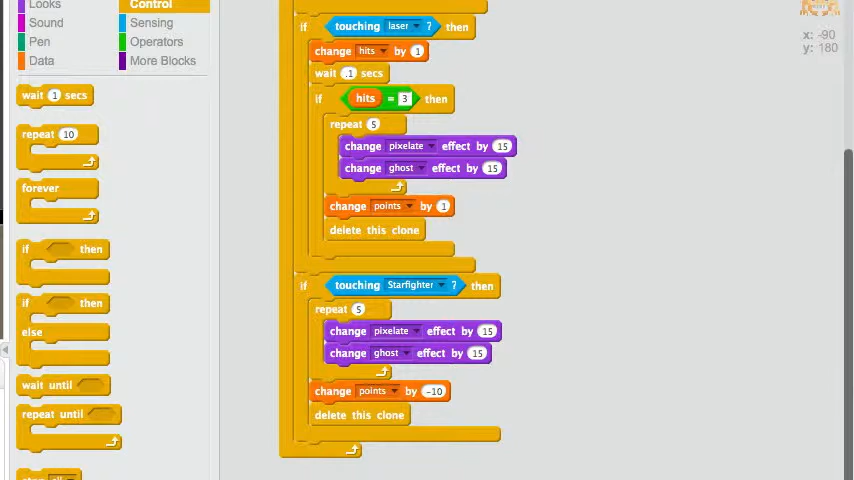 Looks
Control
Sound
Sensing
Pen
Operators
Data
More Blocks
wait 1 secs
repeat 10
forever
if then
if then
else
wait until
repeat until
if touching laser ? then
change hits by 1
wait .1 secs
if hits = 3 then
repeat 5
change pixelate effect by 15
change ghost effect by 15
change points by 1
delete this clone
if touching Starfighter ? then
repeat 5
change pixelate effect by 15
change ghost effect by 15
change points by -10
delete this clone
x: -90
y: 180